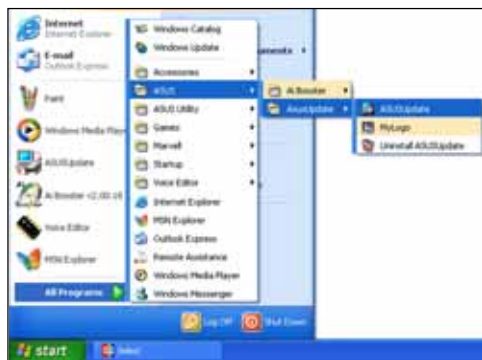 Internet
Internet Explorer
E-mail
Outlook Express
Paint
Windows Media Player
ASUSUpdate
Ai Booster v2.00.16
Voice Editor
MSN Explorer
All Programs
Windows Catalog
Windows Update
Accessories
ASUS
ASUS Utility
Games
Marvell
Startup
Voice Editor
Internet Explorer
MSN Explorer
Outlook Express
Remote Assistance
Windows Media Player
Windows Messenger
uments
Ai Booster
AsusUpdate
ASUSUpdate
MyLogo
Uninstall ASUSUpdate
Log Off
Shut Down
start